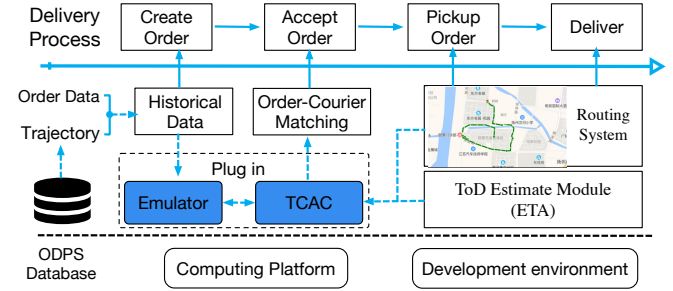 Delivery
Process
Create
Order
Accept
Order
Pickup
Order
Deliver
Order Data
Trajectory
Historical
Data
Order-Courier
Matching
Routing
System
Plug in
Emulator
TCAC
ToD Estimate Module
(ETA)
ODPS
Database
Computing Platform
Development environment